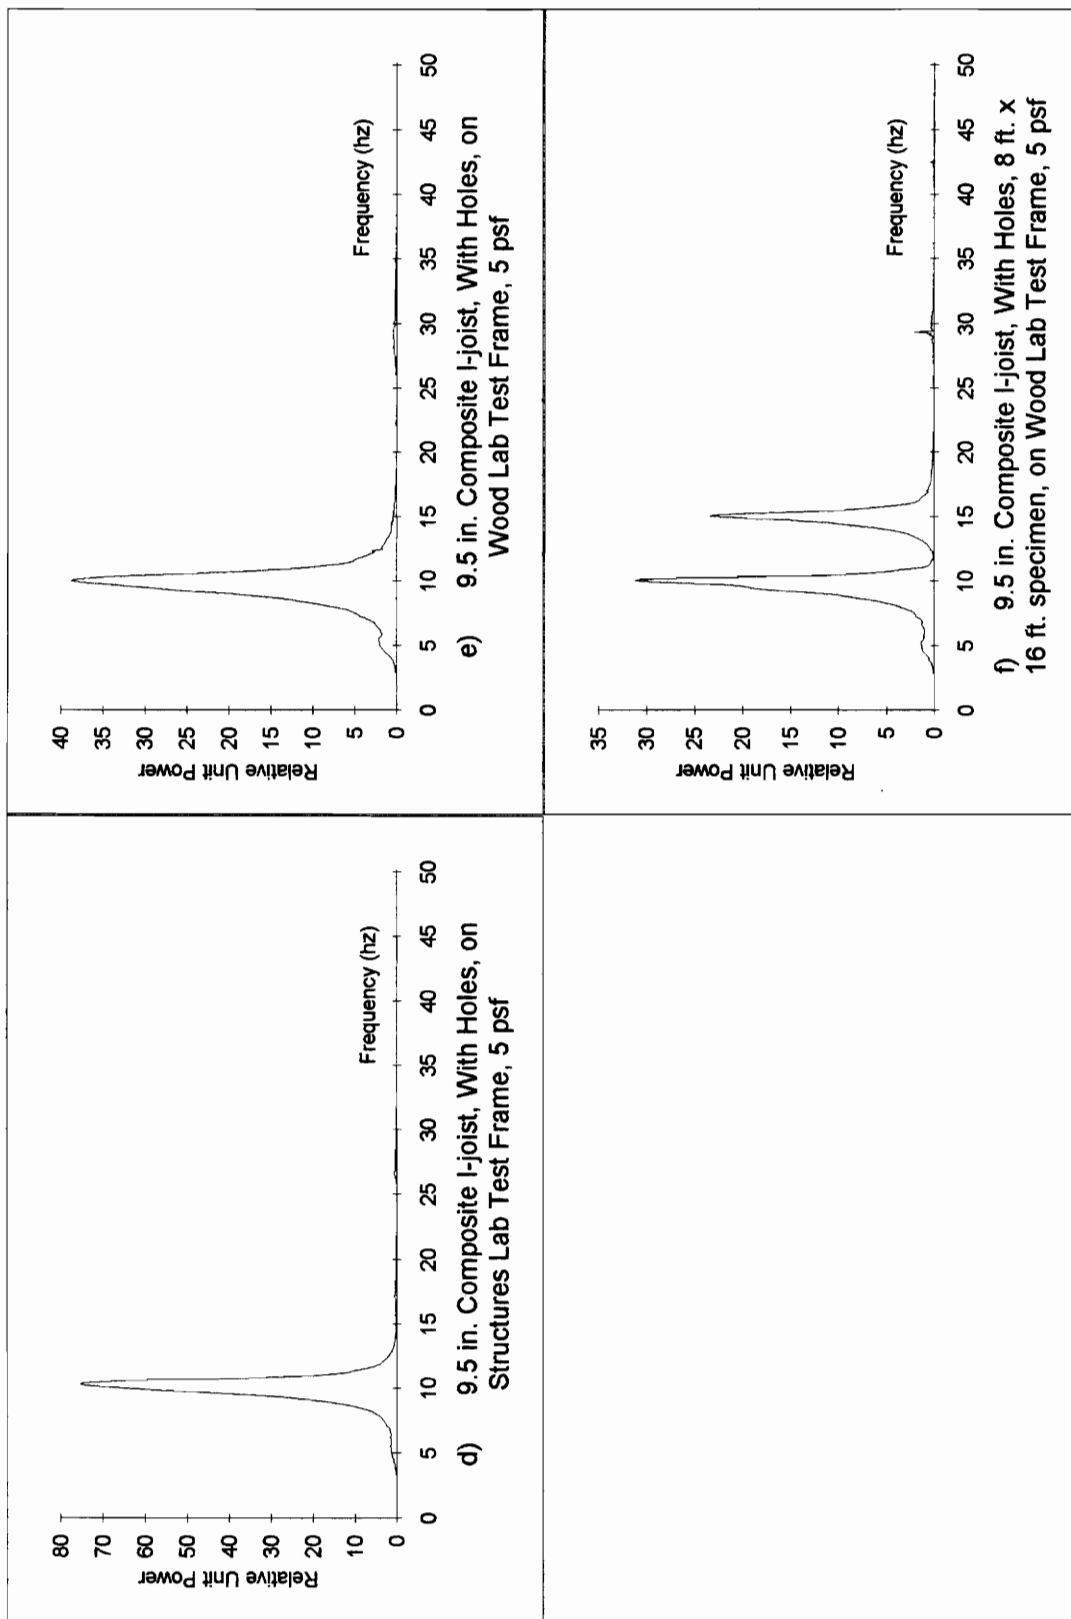 80
70
60
50
40
30
20
10
0
Relative Unit Power
0 5 10 15 20 25 30 35 40 45 50
Frequency (hz)
d) 9.5 in. Composite I-joist, With Holes, on
Structures Lab Test Frame, 5 psf
40
35
30
25
20
15
10
5
0
Relative Unit Power
0 5 10 15 20 25 30 35 40 45 50
Frequency (hz)
e) 9.5 in. Composite I-joist, With Holes, on
Wood Lab Test Frame, 5 psf
35
30
25
20
15
10
5
0
Relative Unit Power
0 5 10 15 20 25 30 35 40 45 50
Frequency (hz)
f) 9.5 in. Composite I-joist, With Holes, 8 ft. x
16 ft. specimen, on Wood Lab Test Frame, 5 psf